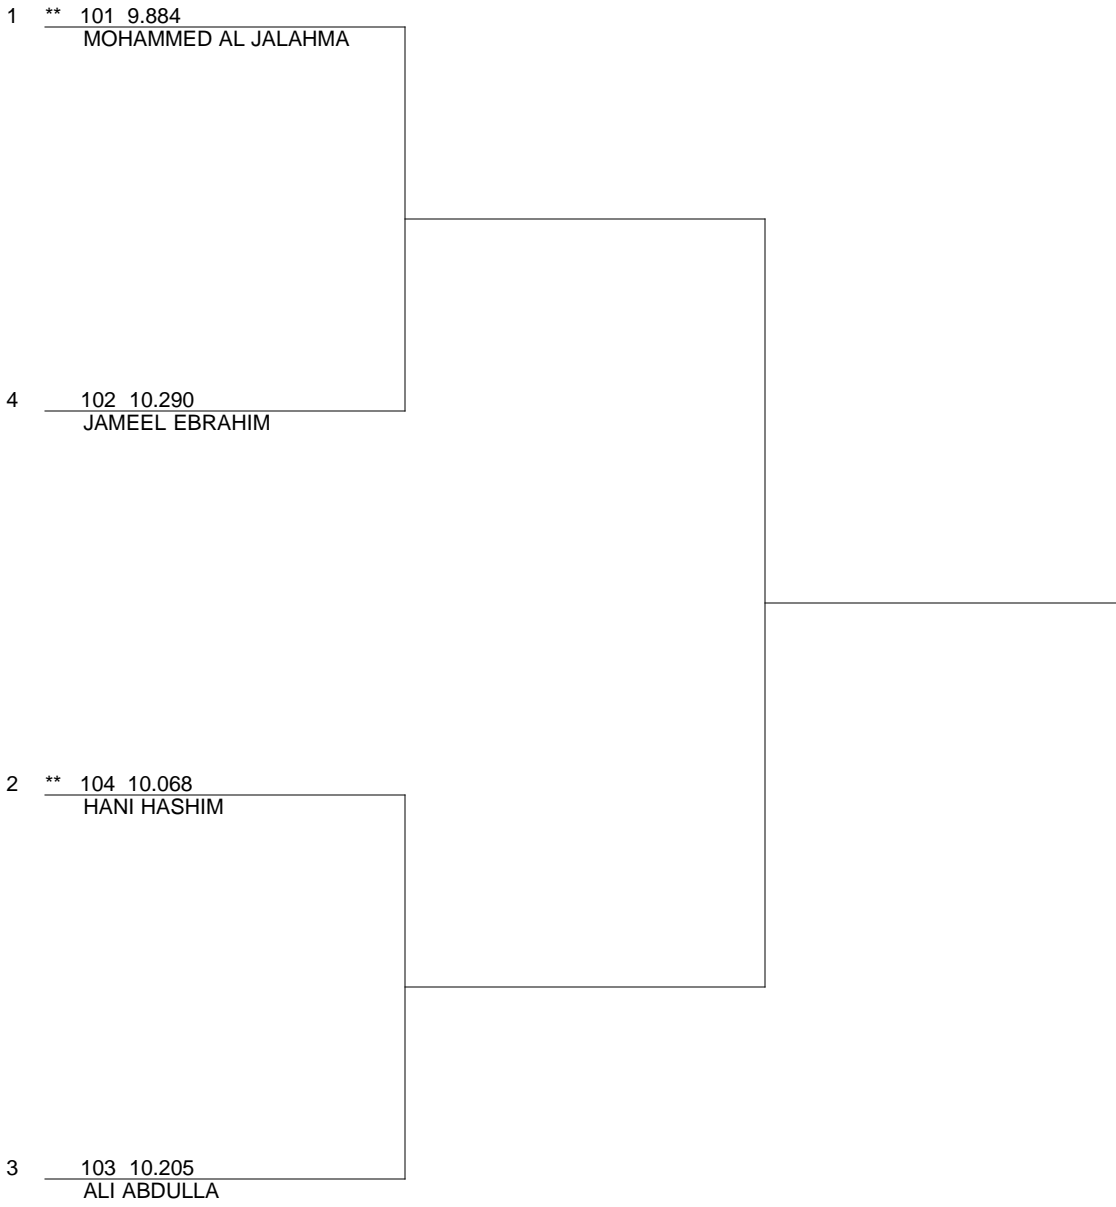 1 ** 101 9.884
MOHAMMED AL JALAHMA
4 102 10.290
JAMEEL EBRAHIM
2 ** 104 10.068
HANI HASHIM
3 103 10.205
ALI ABDULLA